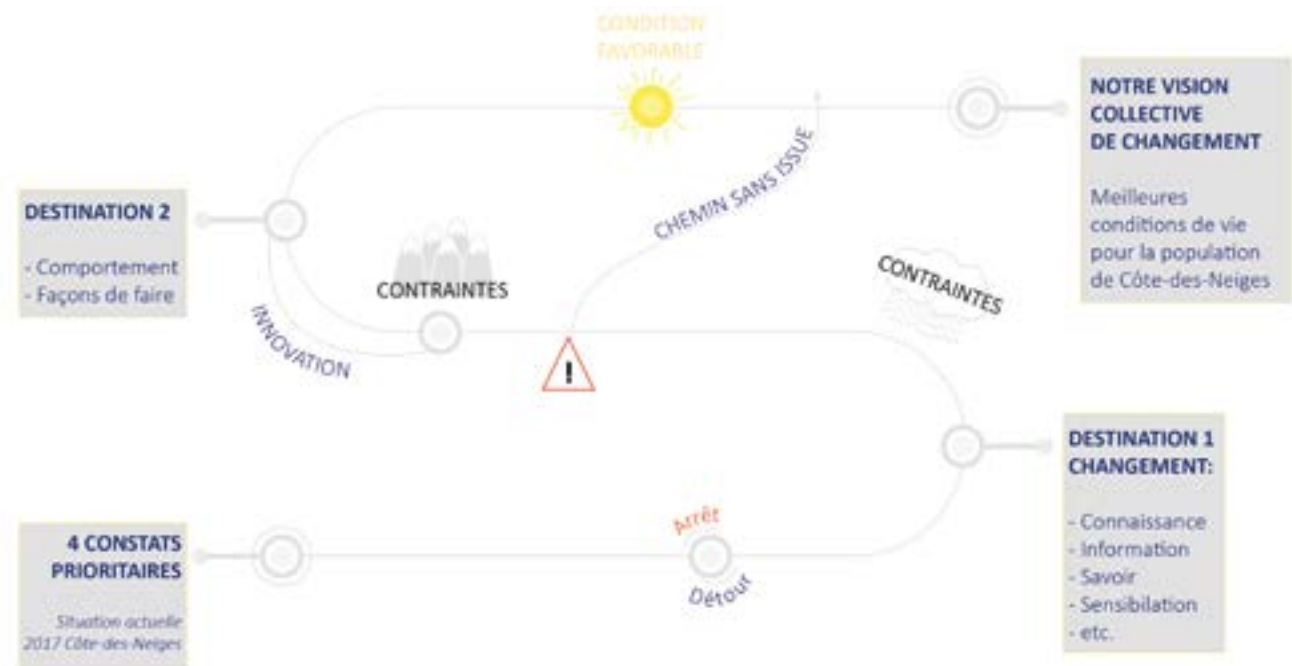 CONDITION
FAVORABLE
NOTRE VISION
COLLECTIVE
DE CHANGEMENT
Meilleures
conditions de vie
pour la population
de Côte-des-Neiges
CHEMIN SANS ISSUE
DESTINATION 2
- Comportement
- Façons de faire
CONTRAINTES
CONTRAINTES
INNOVATION
!
DESTINATION 1
CHANGEMENT:
- Connaissance
- Information
- Savoir
- Sensibilation
- etc.
Arrêt
Détour
4 CONSTATS
PRIORITAIRES
Situation actuelle
2017 Côte-des-Neiges